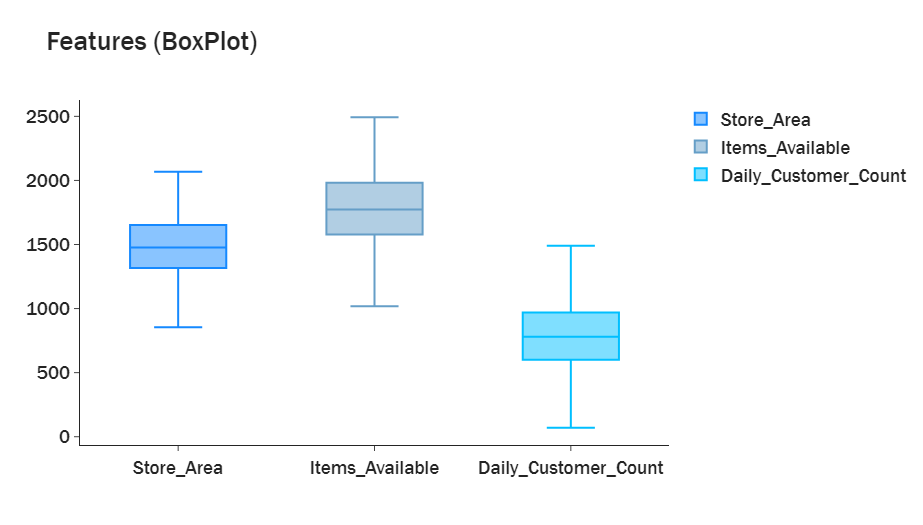 Features (BoxPlot)
2500
2000
1500
1000
500
0
Store_Area
Items_Available
Daily_Customer_Count
Store_Area
Items_Available
Daily_Customer_Count